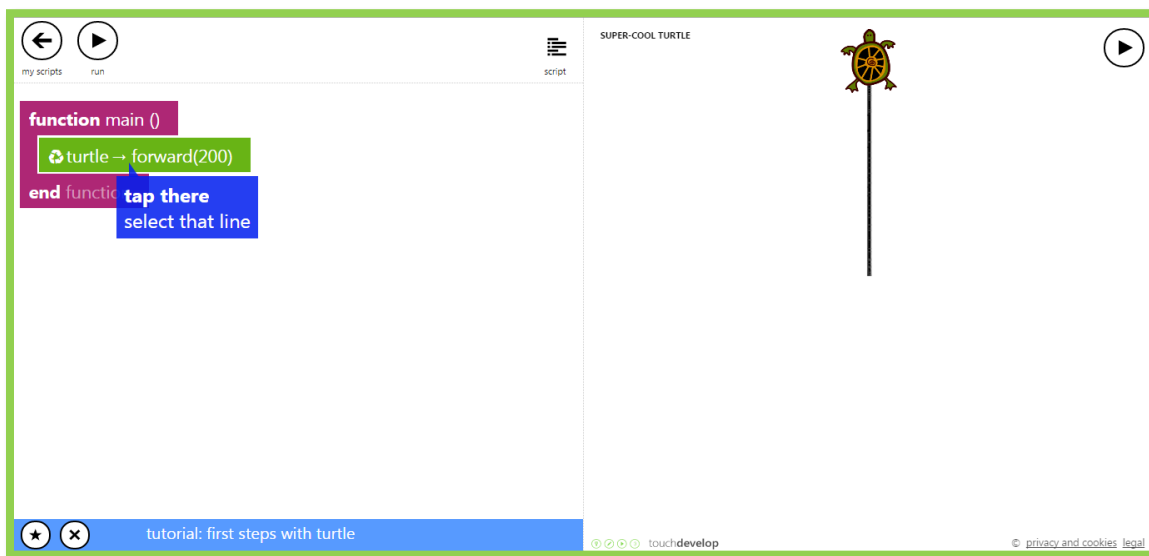 my scripts
run
script
function main ()
turtle → forward(200)
end functio
tap there
select that line
tutorial: first steps with turtle
SUPER-COOL TURTLE
touchdevelop
© privacy and cookies legal